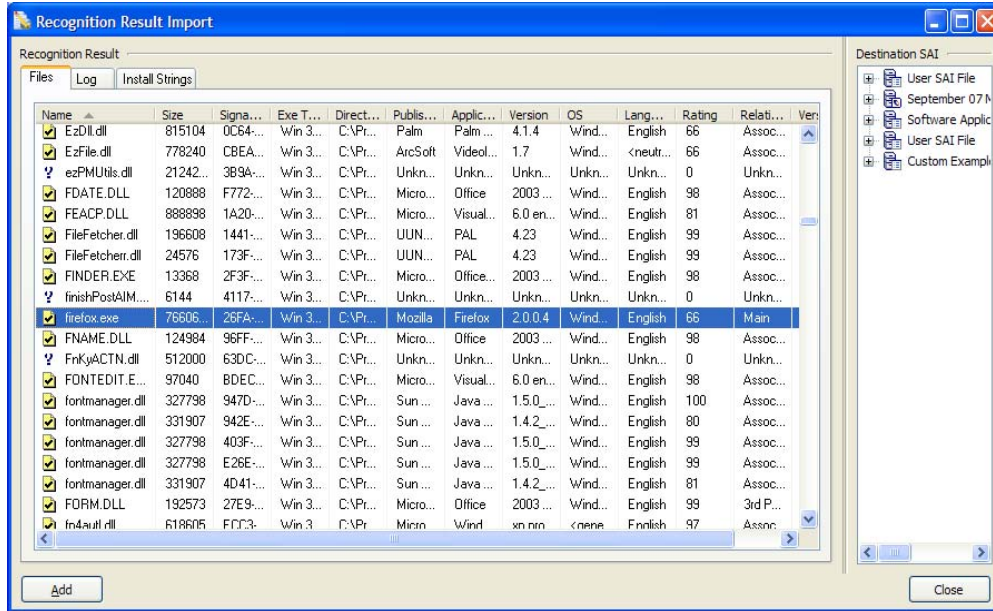 Recognition Result Import
Recognition Result
Destination SAI
Files Log Install Strings
Name Size Signa... Exe T... Direct... Publis... Applic... Version OS Lang... Rating Relati... Vers
EzDll.dll 815104 0C64-... Win 3... C:\Pr... Palm Palm ... 4.1.4 Wind... English 66 Assoc...
EzFile.dll 778240 CBEA... Win 3... C:\Pr... ArcSoft Videol... 1.7 Wind... <neutr... 66 Assoc...
ezPMUtils.dll 21242... 3B9A-... Win 3... C:\Pr... Unkn... Unkn... Unkn... Unkn... Unkn... 0 Unkn...
FDATE.DLL 120888 F772-... Win 3... C:\Pr... Micro... Office 2003 ... Wind... English 98 Assoc...
FEACP.DLL 888898 1A20-... Win 3... C:\Pr... Micro... Visual... 6.0 en... Wind... English 81 Assoc...
FileFetcher.dll 196608 1441-... Win 3... C:\Pr... UUN... PAL 4.23 Wind... English 99 Assoc...
FileFetcherr.dll 24576 173F-... Win 3... C:\Pr... UUN... PAL 4.23 Wind... English 99 Assoc...
FINDER.EXE 13368 2F3F-... Win 3... C:\Pr... Micro... Office... 2003 ... Wind... English 98 Assoc...
finishPostAIM.... 6144 4117-... Win 3... C:\Pr... Unkn... Unkn... Unkn... Unkn... Unkn... 0 Unkn...
firefox.exe 76606... 26FA-... Win 3... C:\Pr... Mozilla Firefox 2.0.0.4 Wind... English 66 Main
FNAME.DLL 124984 96FF-... Win 3... C:\Pr... Micro... Office 2003 ... Wind... English 98 Assoc...
FnKyACTN.dll 512000 63DC-... Win 3... C:\Pr... Unkn... Unkn... Unkn... Unkn... Unkn... 0 Unkn...
FONTEDIT.E... 97040 BDEC... Win 3... C:\Pr... Micro... Visual... 6.0 en... Wind... English 98 Assoc...
fontmanager.dll 327798 947D-... Win 3... C:\Pr... Sun ... Java ... 1.5.0_... Wind... English 100 Assoc...
fontmanager.dll 331907 942E-... Win 3... C:\Pr... Sun ... Java ... 1.4.2_... Wind... English 80 Assoc...
fontmanager.dll 327798 403F-... Win 3... C:\Pr... Sun ... Java ... 1.5.0_... Wind... English 99 Assoc...
fontmanager.dll 327798 E26E-... Win 3... C:\Pr... Sun ... Java ... 1.5.0_... Wind... English 99 Assoc...
fontmanager.dll 331907 4D41-... Win 3... C:\Pr... Sun ... Java ... 1.4.2_... Wind... English 81 Assoc...
FORM.DLL 192573 27E9-... Win 3... C:\Pr... Micro... Office 2003 ... Wind... English 99 3rd P...
fp4autl.dll 618605 Win 3 C:\Pr Micro Wind xp pro <gene English 97 Assoc
User SAI File
September 07 M
Software Applic
User SAI File
Custom Example
Add
Close